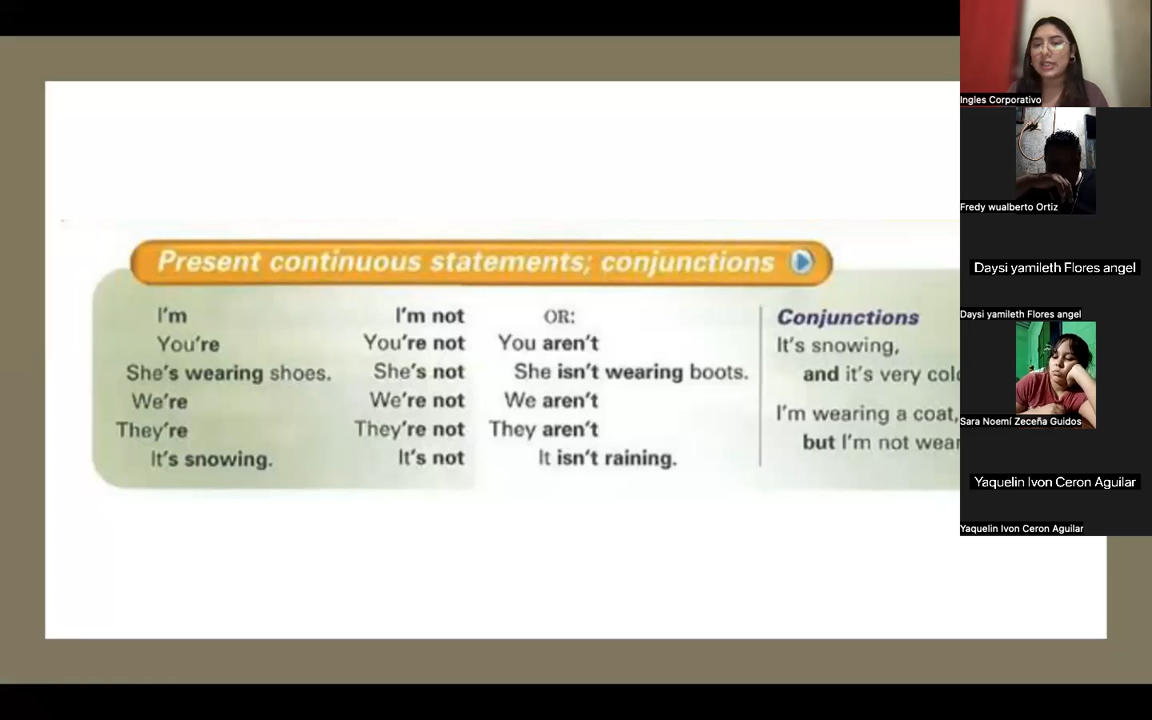 Present continuous statements; conjunctions
I'm I'm not OR:
You're You're not You aren't
She's wearing shoes. She's not She isn't wearing boots.
We're We're not We aren't
They're They're not They aren't
It's snowing. It's not It isn't raining.
Conjunctions
It's snowing,
and it's very
I'm wearing a coat,
but I'm not
Ingles Corporativo
Fredy wualberto Ortiz
Daysi yamileth Flores angel
Daysi yamileth Flores angel
Sara Noemí Zeceña Guidos
Yaquelin Ivon Ceron Aguilar
Yaquelin Ivon Ceron Aguilar